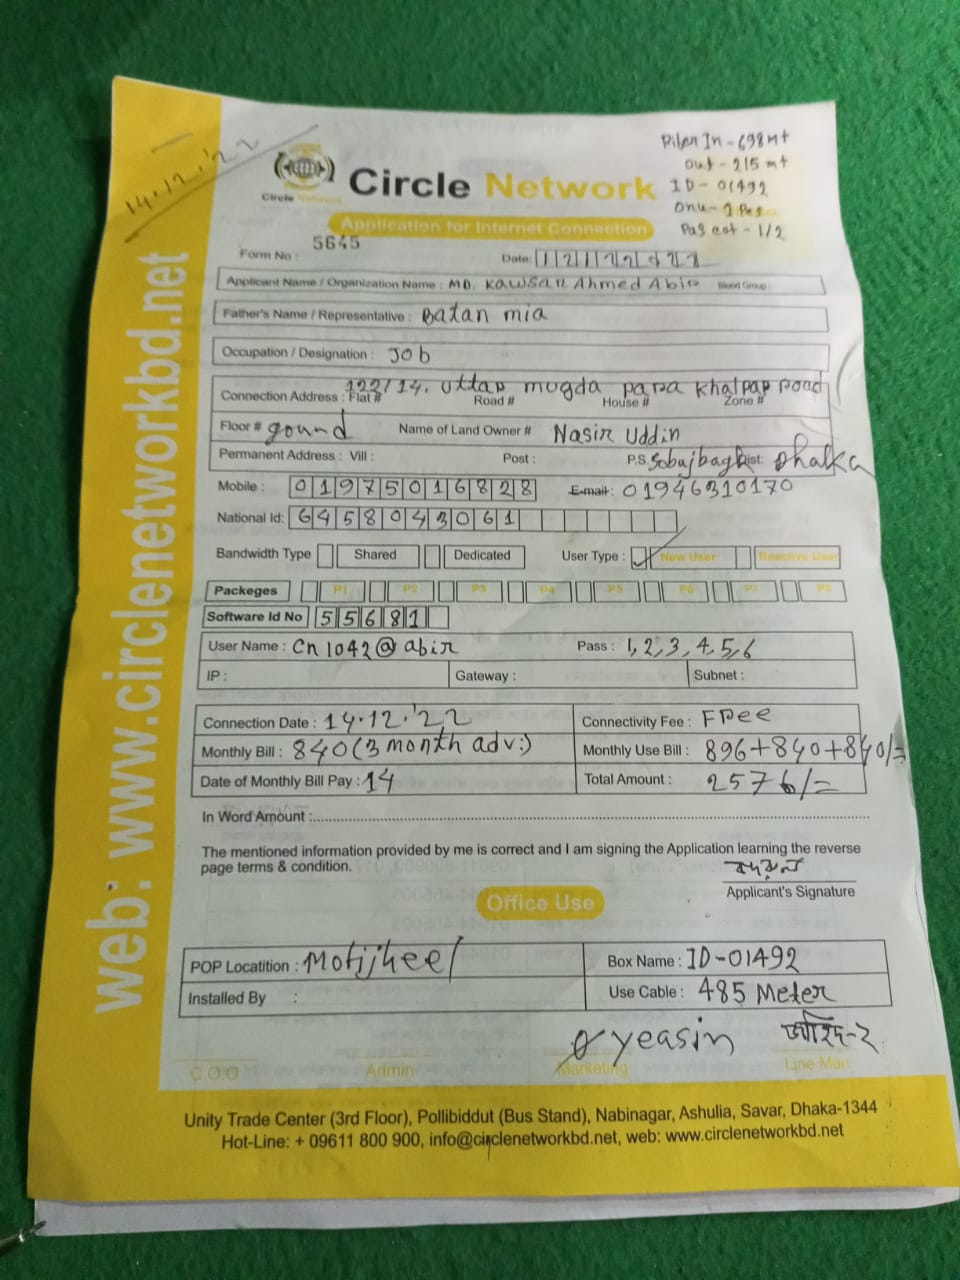 14.12.'22
Fiber In - 698 mt
out - 215 mt
ID - 01492
onu - 1 Pes
Pas cot - 1/2
Circle Network
Circle Network
Application for Internet Connection
Form No : 5645
Date:
Applicant Name / Organization Name : MD. Kawsar Ahmed Abir Blood Group
Father's Name / Representative : Batan mia
Occupation / Designation : Job
Connection Address : Flat # 122/14. Uttar mugda para Khalpar road Road # House # Zone #
Floor # gound Name of Land Owner # Nasir Uddin
Permanent Address : Vill : Post : P.S. Sobujbagh Dist: Dhaka
Mobile : 01975016828 E-mail : 01946310170
National Id: 6458043061
Bandwidth Type Shared Dedicated User Type : New User Reactive User
Packeges P1 P2 P3 P4 P5 P6 P7 P8
Software Id No 55681
User Name : Cn1042@abir Pass : 1,2,3,4,5,6
IP : Gateway : Subnet :
Connection Date : 14.12.'22 Connectivity Fee : Free
Monthly Bill : 840 (3 month adv:) Monthly Use Bill : 896+840+840/=
Date of Monthly Bill Pay : 14 Total Amount : 2576/=
In Word Amount :
The mentioned information provided by me is correct and I am signing the Application learning the reverse
page terms & condition.
Applicant's Signature
Office Use
POP Locatition : Motijheel Box Name : ID-01492
Installed By : Use Cable : 485 Meter
yeasin
C O O Admin Marketing Line Man
Unity Trade Center (3rd Floor), Pollibiddut (Bus Stand), Nabinagar, Ashulia, Savar, Dhaka-1344
Hot-Line: + 09611 800 900, info@circlenetworkbd.net, web: www.circlenetworkbd.net
web: www.circlenetworkbd.net